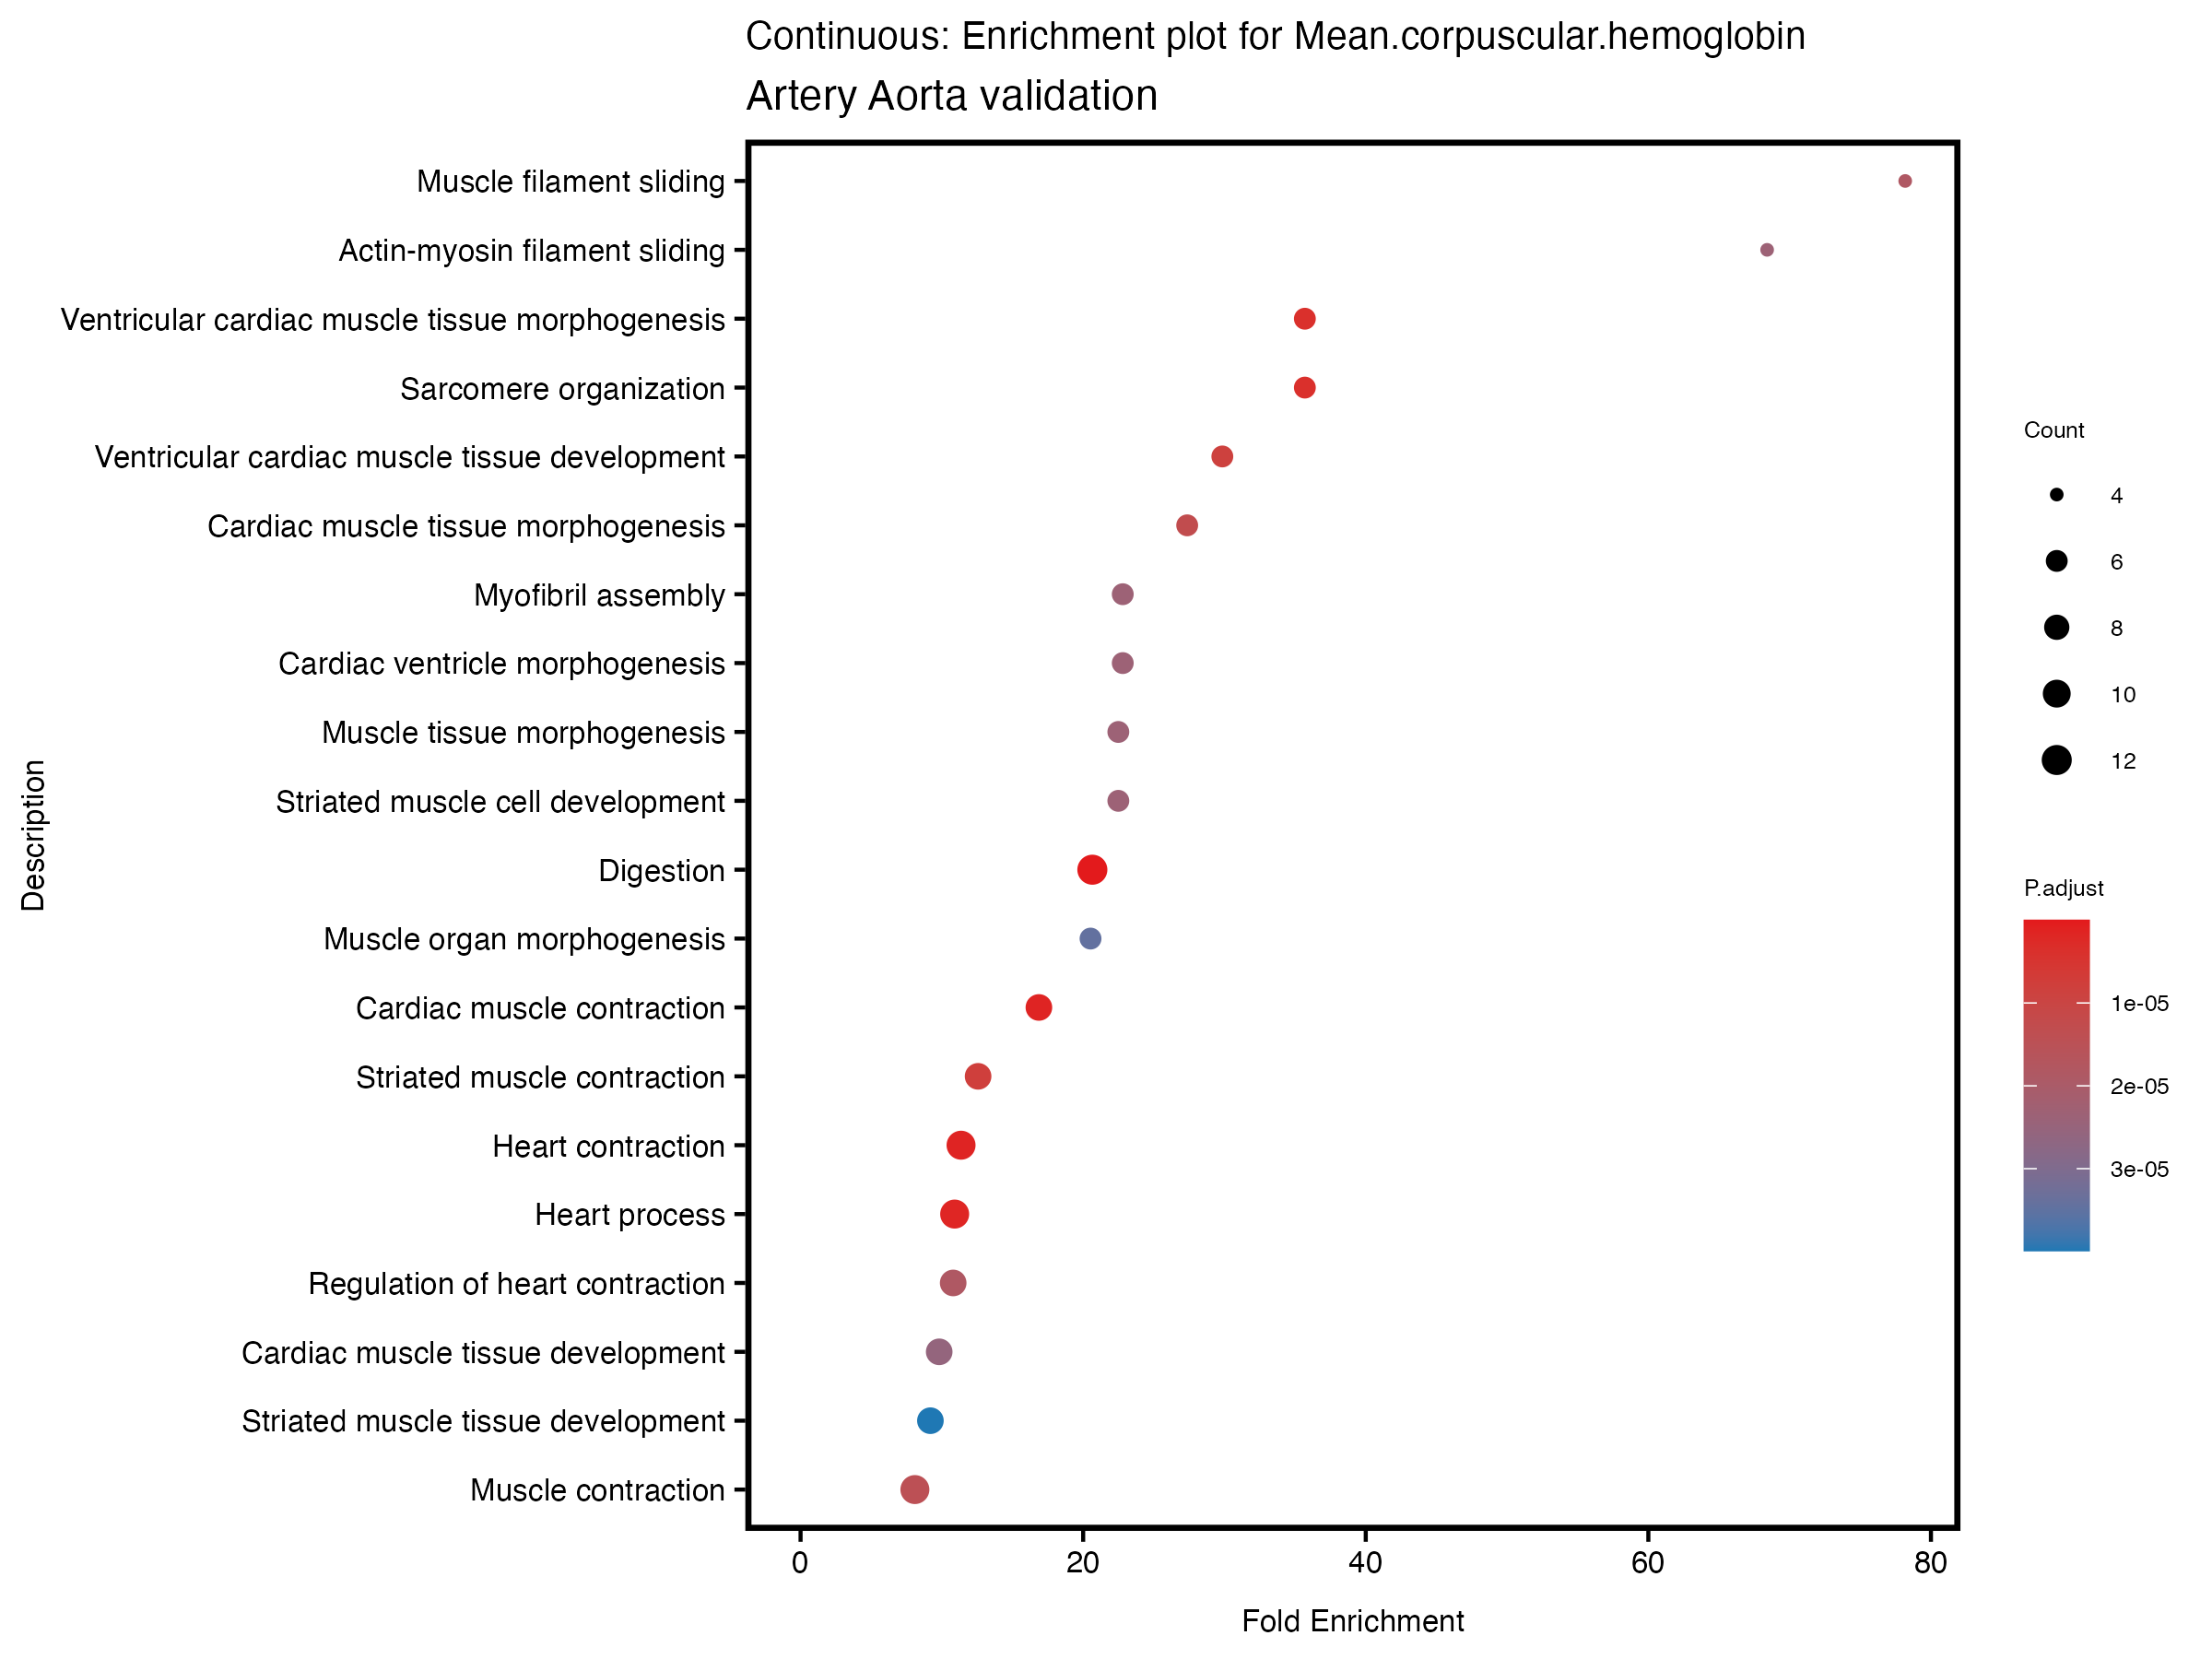 Continuous: Enrichment plot for Mean.corpuscular.hemoglobin
Artery Aorta validation
Description
Muscle filament sliding
Actin-myosin filament sliding
Ventricular cardiac muscle tissue morphogenesis
Sarcomere organization
Ventricular cardiac muscle tissue development
Cardiac muscle tissue morphogenesis
Myofibril assembly
Cardiac ventricle morphogenesis
Muscle tissue morphogenesis
Striated muscle cell development
Digestion
Muscle organ morphogenesis
Cardiac muscle contraction
Striated muscle contraction
Heart contraction
Heart process
Regulation of heart contraction
Cardiac muscle tissue development
Striated muscle tissue development
Muscle contraction
0 20 40 60 80
Fold Enrichment
Count
4
6
8
10
12
P.adjust
1e-05
2e-05
3e-05